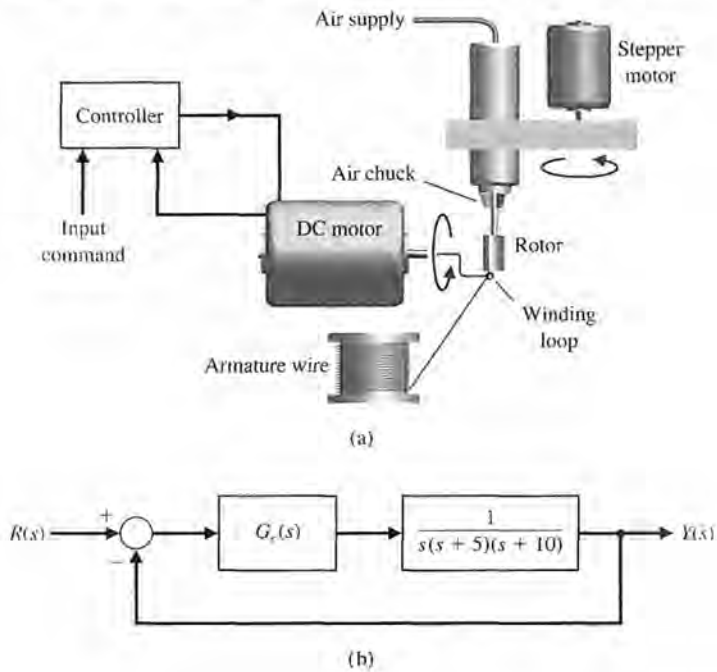 Air supply
Stepper
motor
Controller
Air chuck
Input
command
DC motor
Rotor
Winding
loop
Armature wire
(a)
R(s)
+
−
G_c(s)
1
s(s + 5)(s + 10)
Y(s)
(b)